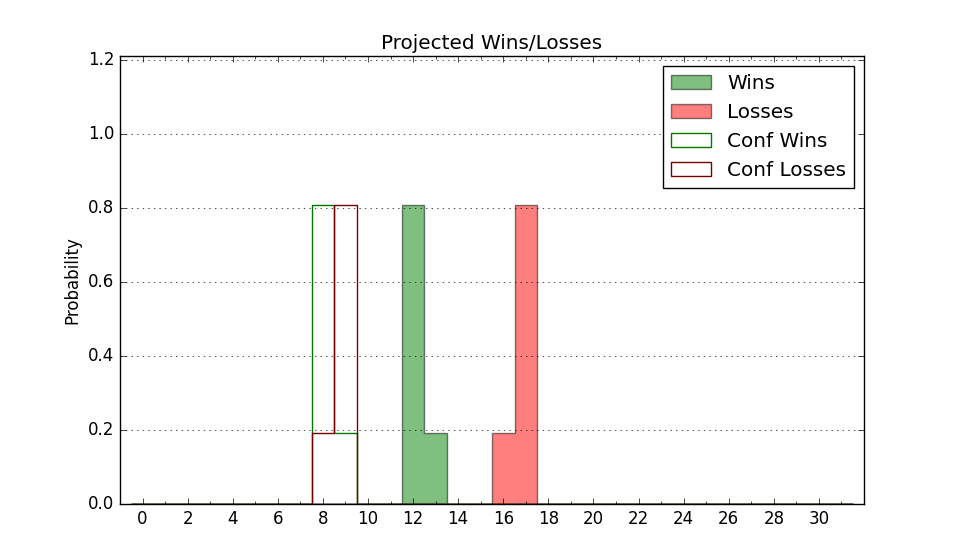 Projected Wins/Losses
1.2
1.0
0.8
0.6
0.4
0.2
0.0
Probability
Wins
Losses
Conf Wins
Conf Losses
0 2 4 6 8 10 12 14 16 18 20 22 24 26 28 30